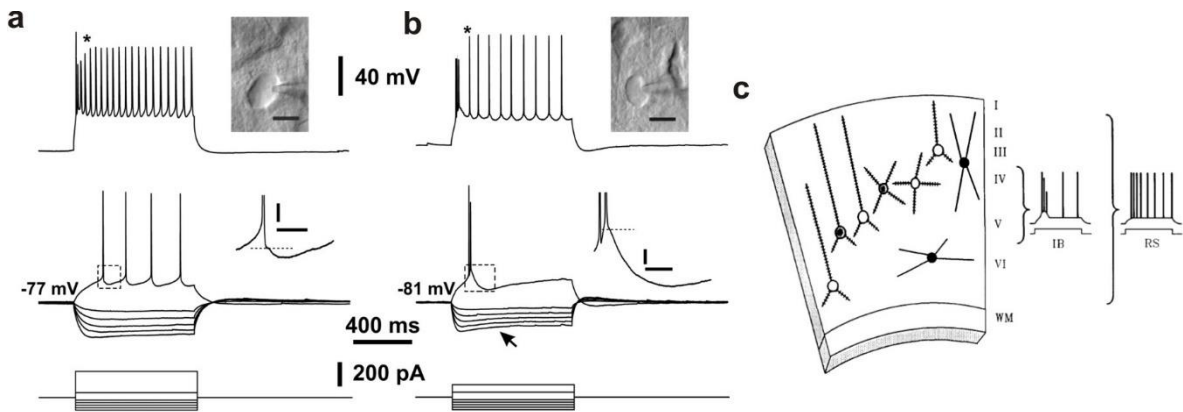 a
*
40 mV
-77 mV
b
*
-81 mV
400 ms
200 pA
c
I
II
III
IV
V
VI
WM
IB
RS